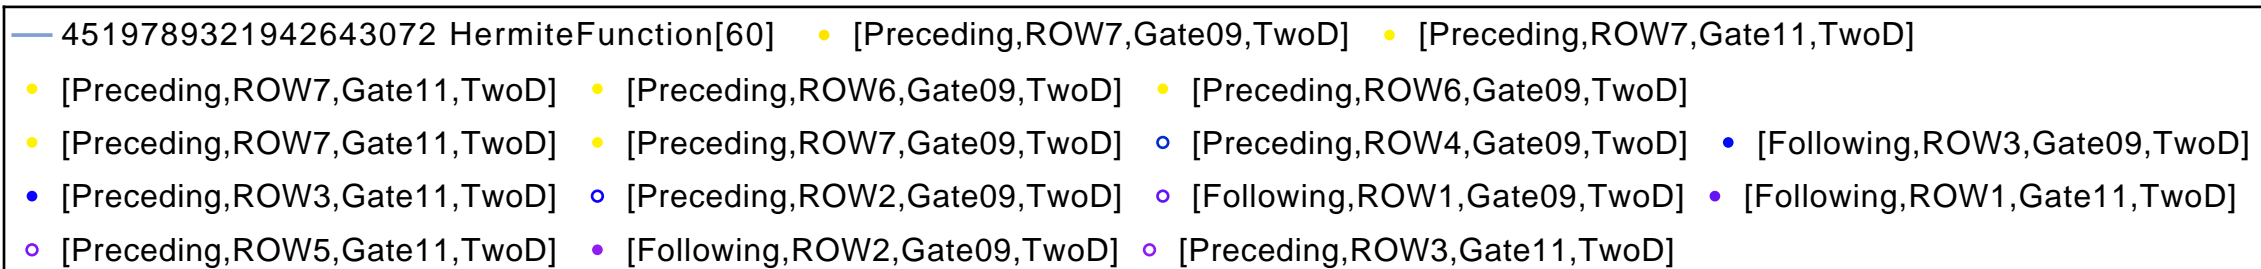 4519789321942643072 HermiteFunction[60] [Preceding,ROW7,Gate09,TwoD] [Preceding,ROW7,Gate11,TwoD]
[Preceding,ROW7,Gate11,TwoD] [Preceding,ROW6,Gate09,TwoD] [Preceding,ROW6,Gate09,TwoD]
[Preceding,ROW7,Gate11,TwoD] [Preceding,ROW7,Gate09,TwoD] [Preceding,ROW4,Gate09,TwoD] [Following,ROW3,Gate09,TwoD]
[Preceding,ROW3,Gate11,TwoD] [Preceding,ROW2,Gate09,TwoD] [Following,ROW1,Gate09,TwoD] [Following,ROW1,Gate11,TwoD]
[Preceding,ROW5,Gate11,TwoD] [Following,ROW2,Gate09,TwoD] [Preceding,ROW3,Gate11,TwoD]